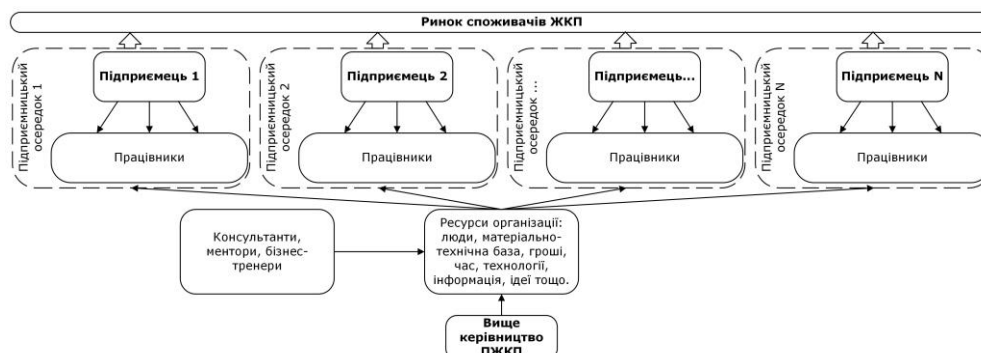 Ринок споживачів ЖКП
Підприємницький
осередок 1
Підприємець 1
Працівники
Підприємницький
осередок 2
Підприємець 2
Працівники
Підприємницький
осередок ...
Підприємець...
Працівники
Підприємницький
осередок N
Підприємець N
Працівники
Консультанти,
ментори, бізнес-
тренери
Ресурси організації:
люди, матеріально-
технічна база, гроші,
час, технології,
інформація, ідеї тощо.
Вище
керівництво
ПЖКП